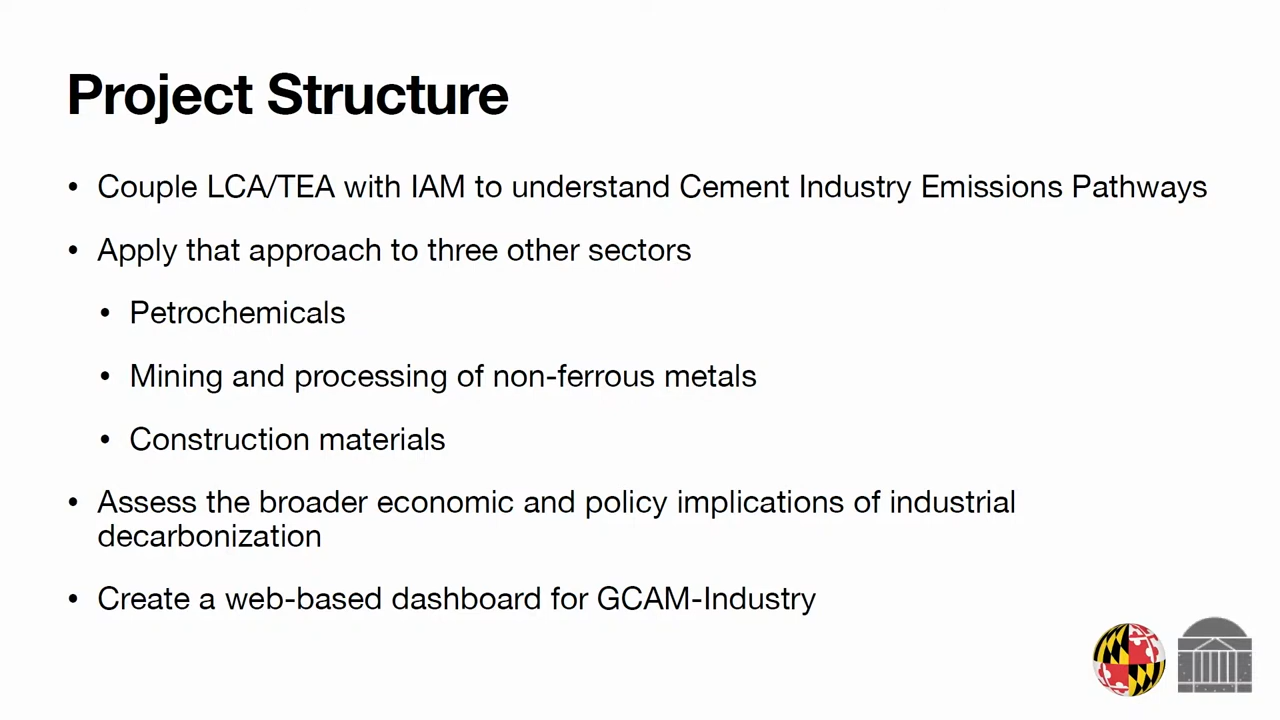 Project Structure
• Couple LCA/TEA with IAM to understand Cement Industry Emissions Pathways
• Apply that approach to three other sectors
• Petrochemicals
• Mining and processing of non-ferrous metals
• Construction materials
• Assess the broader economic and policy implications of industrial
decarbonization
• Create a web-based dashboard for GCAM-Industry